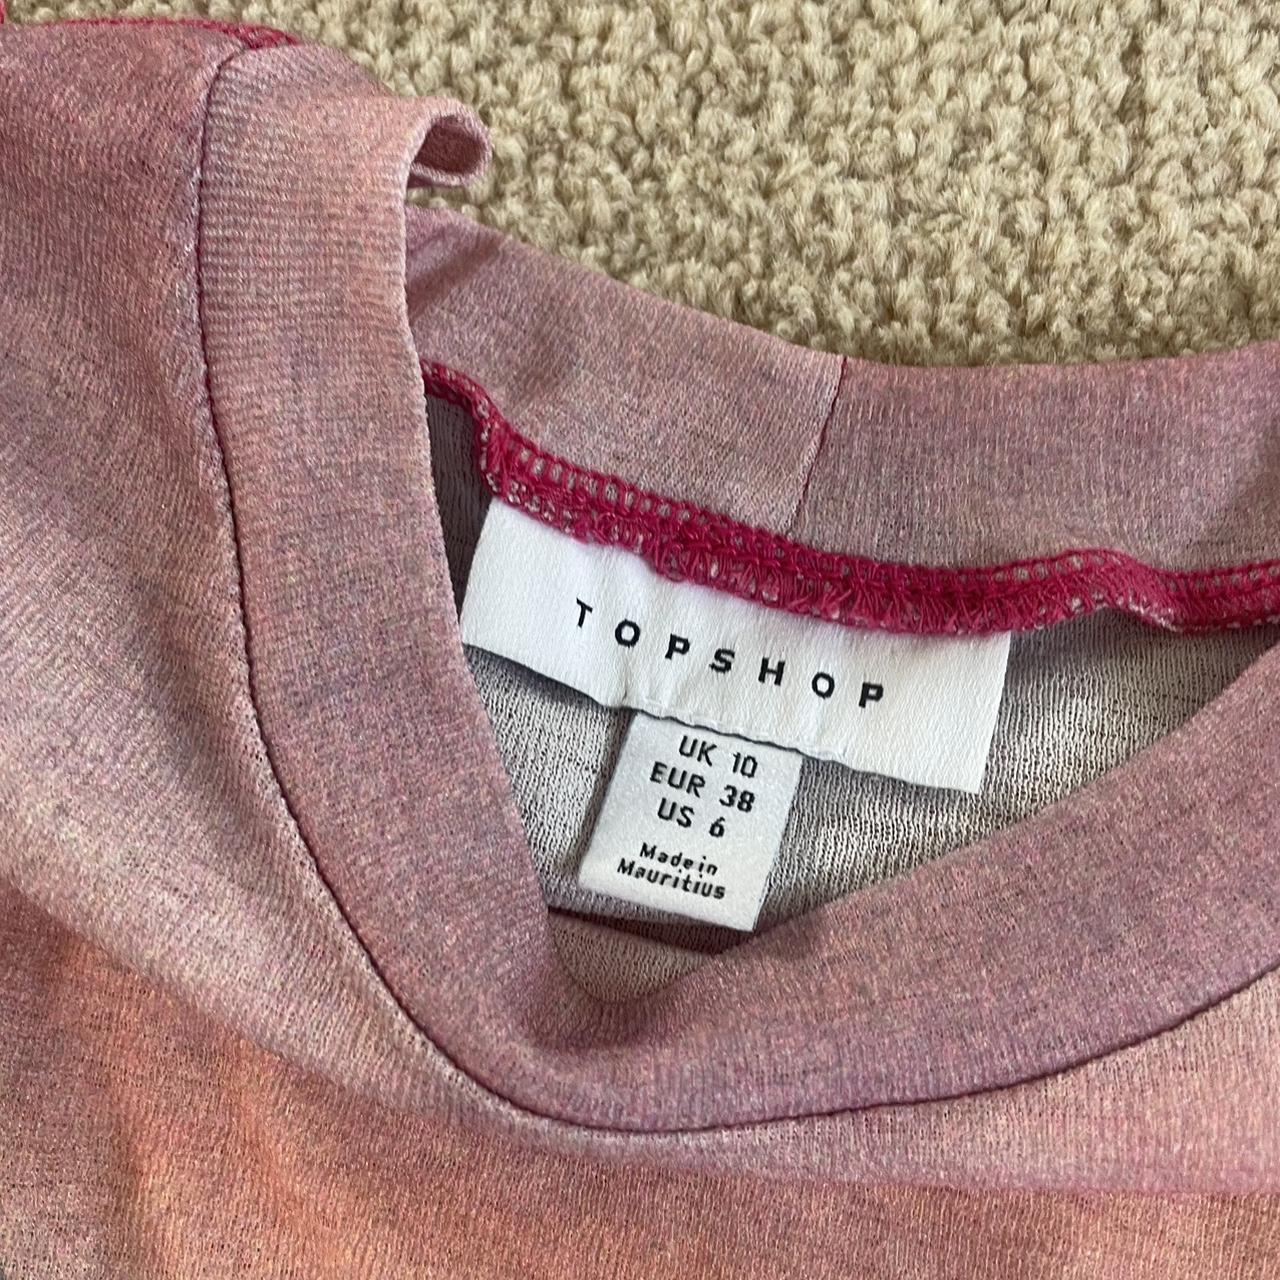 TOPSHOP
UK 10
EUR 38
US 6
Made in
Mauritius